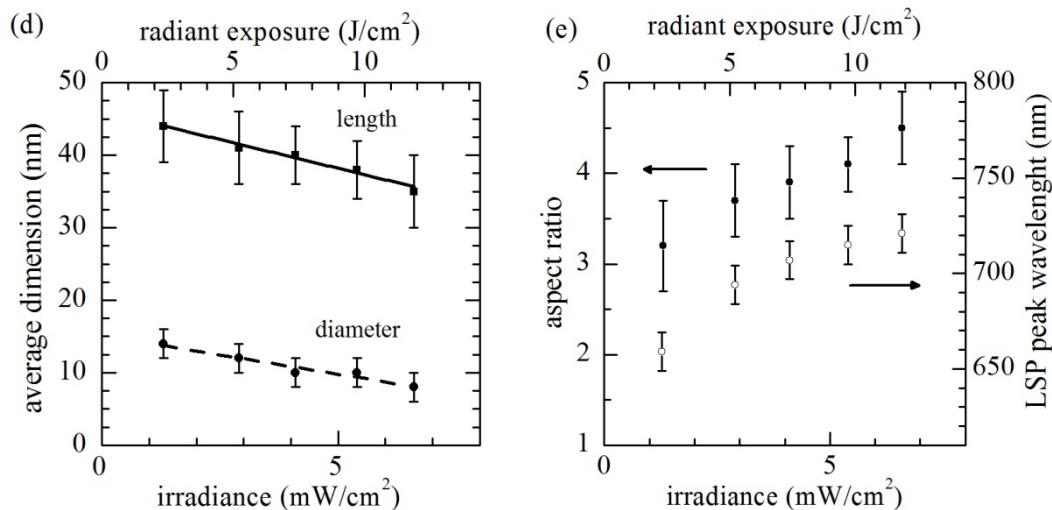 (d)
radiant exposure (J/cm²)
0 5 10
50
40
30
20
10
0
average dimension (nm)
length
diameter
0 5
irradiance (mW/cm²)
(e)
radiant exposure (J/cm²)
0 5 10
5
4
3
2
1
aspect ratio
800
750
700
650
LSP peak wavelenght (nm)
0 5
irradiance (mW/cm²)